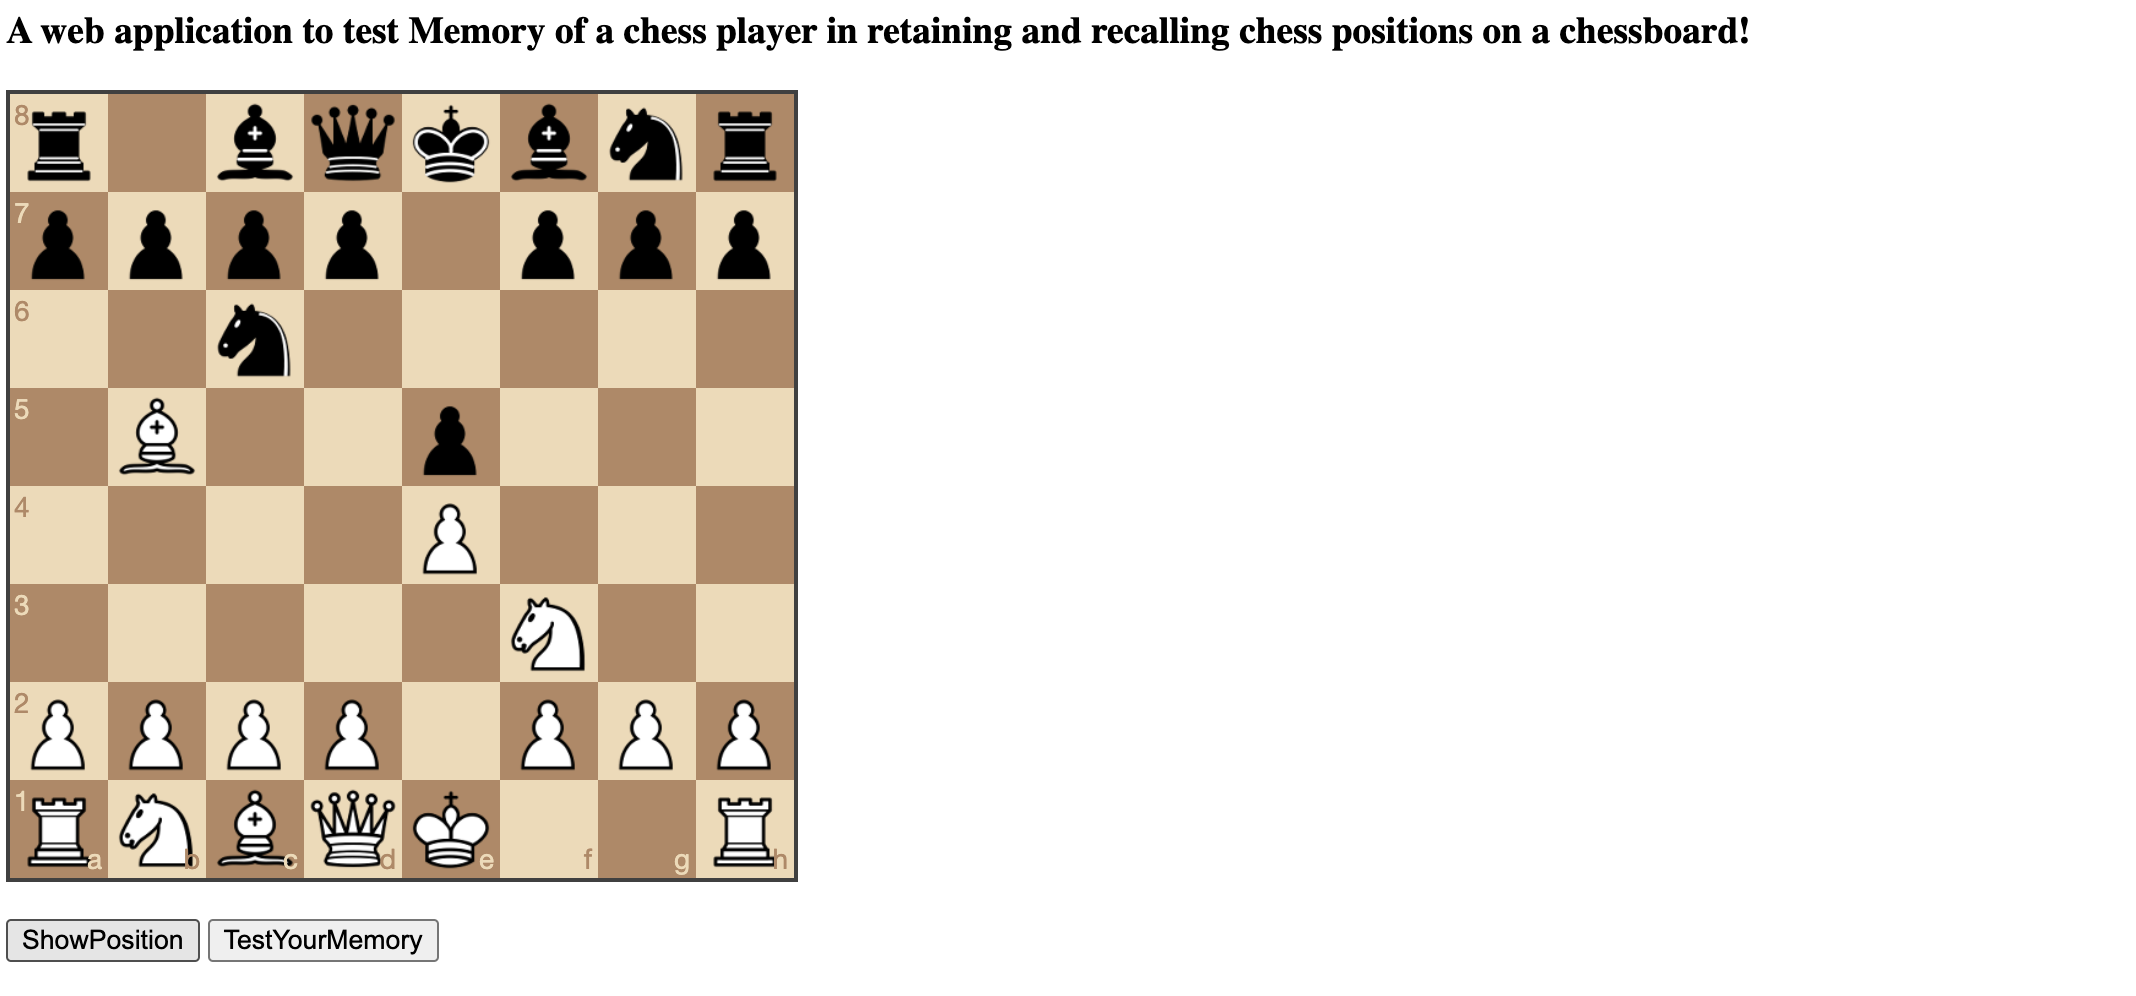 A web application to test Memory of a chess player in retaining and recalling chess positions on a chessboard!
8
7
6
5
4
3
2
1
a b c d e f g h
ShowPosition TestYourMemory